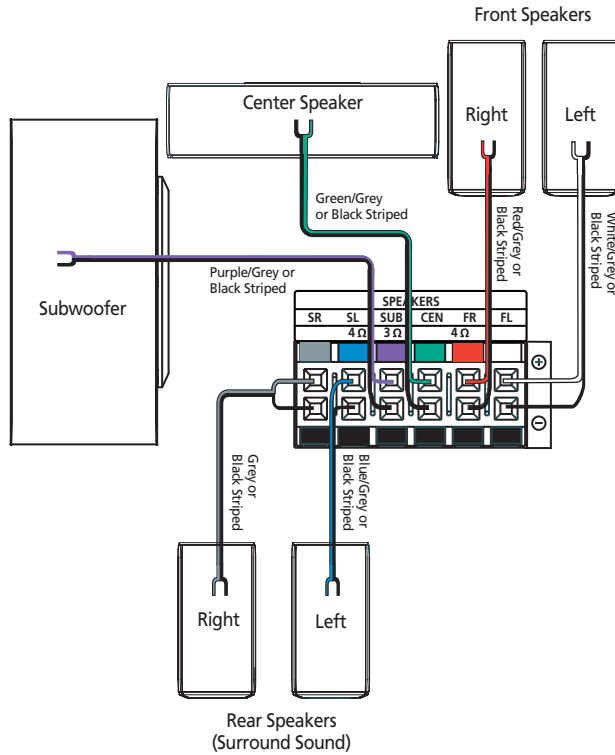 Front Speakers
Center Speaker
Right
Left
Green/Grey
or Black Striped
Red/Grey or
Black Striped
White/Grey or
Black Striped
Purple/Grey or
Black Striped
Subwoofer
SPEAKERS
SR SL SUB CEN FR FL
4 Ω 3 Ω 4 Ω
+
−
Grey or
Black Striped
Blue/Grey or
Black Striped
Right
Left
Rear Speakers
(Surround Sound)